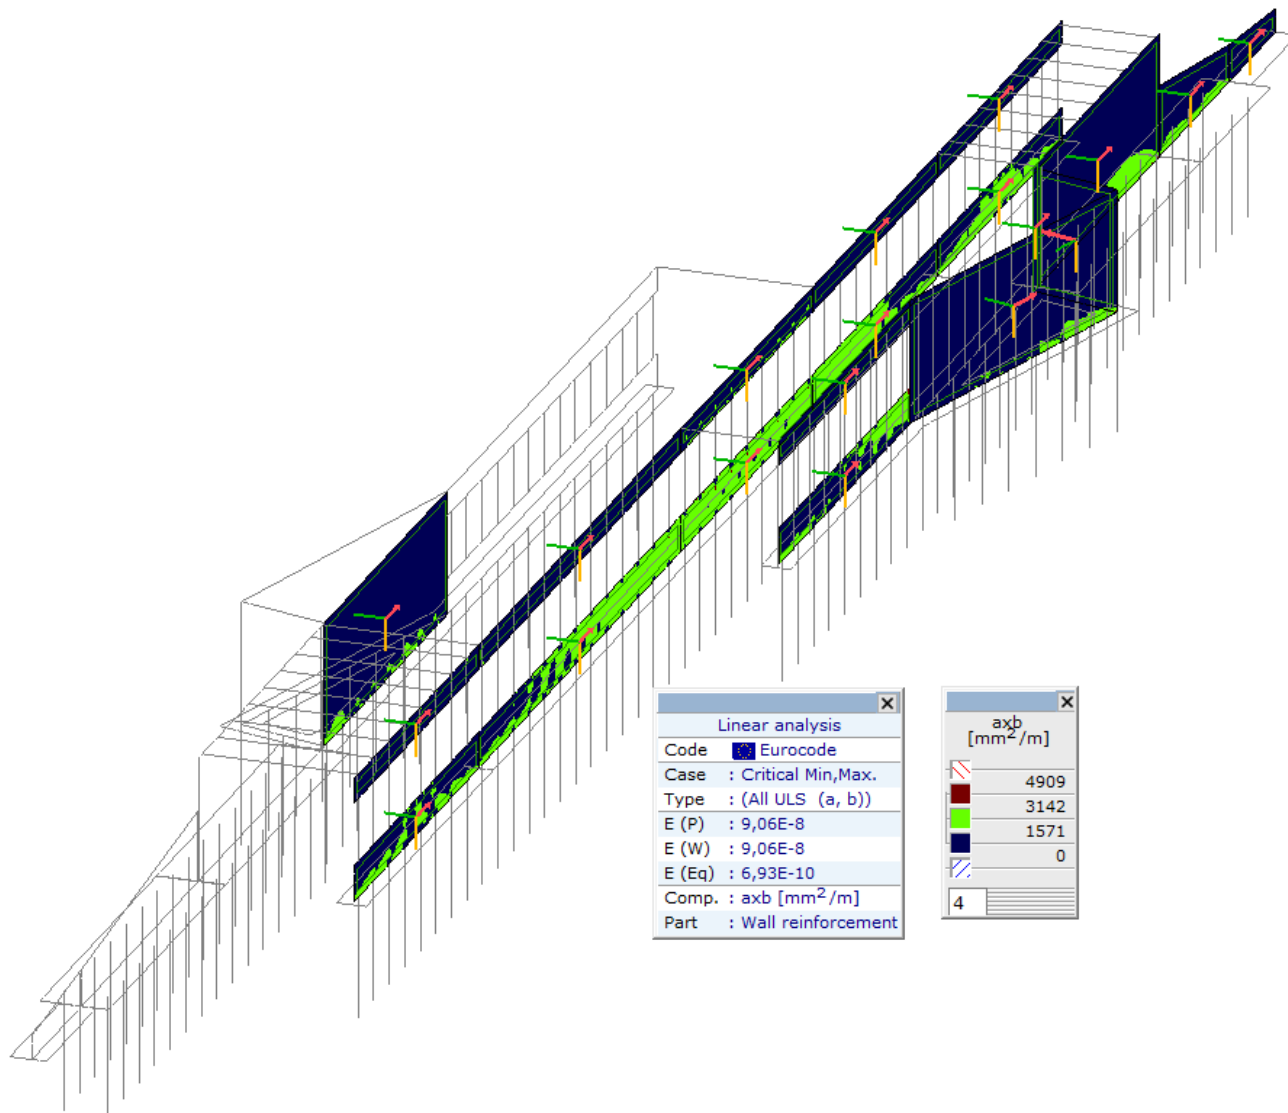 Linear analysis
Code Eurocode
Case : Critical Min,Max.
Type : (All ULS (a, b))
E (P) : 9,06E-8
E (W) : 9,06E-8
E (Eq) : 6,93E-10
Comp. : axb [mm²/m]
Part : Wall reinforcement
axb
[mm²/m]
4909
3142
1571
0
4